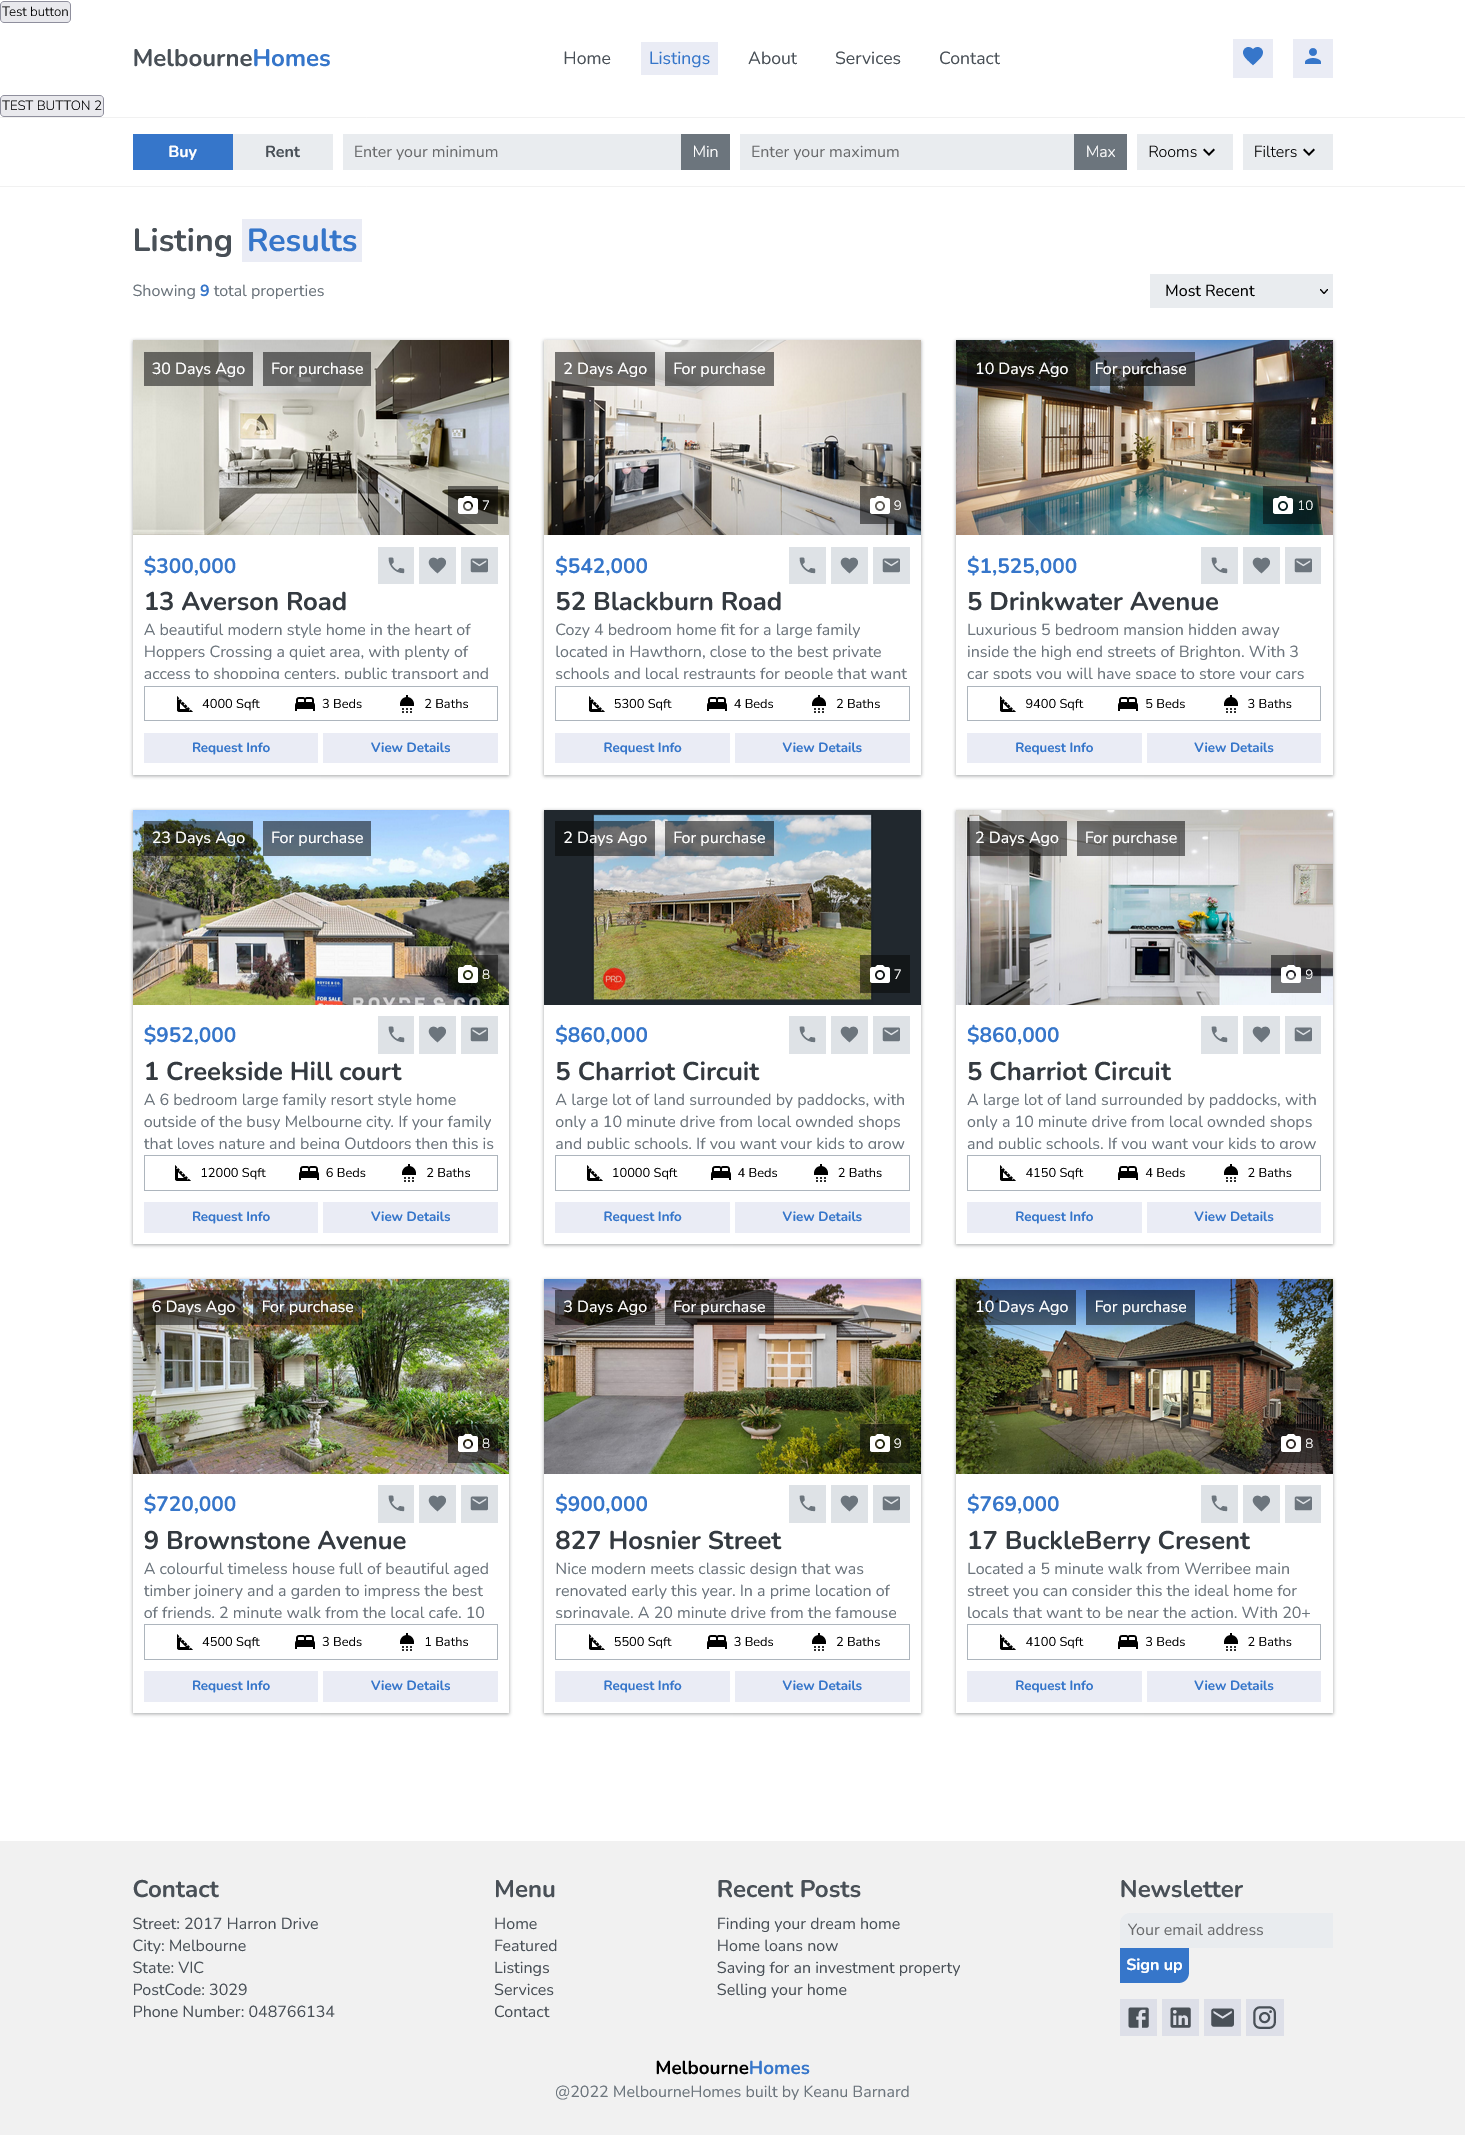 Test button
MelbourneHomes
Home
Listings
About
Services
Contact
TEST BUTTON 2
Buy
Rent
Enter your minimum
Min
Enter your maximum
Max
Rooms
Filters
Listing Results
Showing 9 total properties
Most Recent
30 Days Ago
For purchase
7
$300,000
13 Averson Road
A beautiful modern style home in the heart of
Hoppers Crossing a quiet area, with plenty of
access to shopping centers, public transport and
4000 Sqft
3 Beds
2 Baths
Request Info
View Details
2 Days Ago
For purchase
9
$542,000
52 Blackburn Road
Cozy 4 bedroom home fit for a large family
located in Hawthorn, close to the best private
schools and local restraunts for people that want
5300 Sqft
4 Beds
2 Baths
Request Info
View Details
10 Days Ago
For purchase
10
$1,525,000
5 Drinkwater Avenue
Luxurious 5 bedroom mansion hidden away
inside the high end streets of Brighton. With 3
car spots you will have space to store your cars
9400 Sqft
5 Beds
3 Baths
Request Info
View Details
23 Days Ago
For purchase
8
BOYDE & CO
FOR SALE
BOYDE & CO
$952,000
1 Creekside Hill court
A 6 bedroom large family resort style home
outside of the busy Melbourne city. If your family
that loves nature and being Outdoors then this is
12000 Sqft
6 Beds
2 Baths
Request Info
View Details
2 Days Ago
For purchase
PRD.
7
$860,000
5 Charriot Circuit
A large lot of land surrounded by paddocks, with
only a 10 minute drive from local ownded shops
and public schools. If you want your kids to grow
10000 Sqft
4 Beds
2 Baths
Request Info
View Details
2 Days Ago
For purchase
9
$860,000
5 Charriot Circuit
A large lot of land surrounded by paddocks, with
only a 10 minute drive from local ownded shops
and public schools. If you want your kids to grow
4150 Sqft
4 Beds
2 Baths
Request Info
View Details
6 Days Ago
For purchase
8
$720,000
9 Brownstone Avenue
A colourful timeless house full of beautiful aged
timber joinery and a garden to impress the best
of friends. 2 minute walk from the local cafe, 10
4500 Sqft
3 Beds
1 Baths
Request Info
View Details
3 Days Ago
For purchase
9
$900,000
827 Hosnier Street
Nice modern meets classic design that was
renovated early this year. In a prime location of
springvale. A 20 minute drive from the famouse
5500 Sqft
3 Beds
2 Baths
Request Info
View Details
10 Days Ago
For purchase
8
$769,000
17 BuckleBerry Cresent
Located a 5 minute walk from Werribee main
street you can consider this the ideal home for
locals that want to be near the action. With 20+
4100 Sqft
3 Beds
2 Baths
Request Info
View Details
Contact
Street: 2017 Harron Drive
City: Melbourne
State: VIC
PostCode: 3029
Phone Number: 048766134
Menu
Home
Featured
Listings
Services
Contact
Recent Posts
Finding your dream home
Home loans now
Saving for an investment property
Selling your home
Newsletter
Your email address
Sign up
MelbourneHomes
@2022 MelbourneHomes built by Keanu Barnard